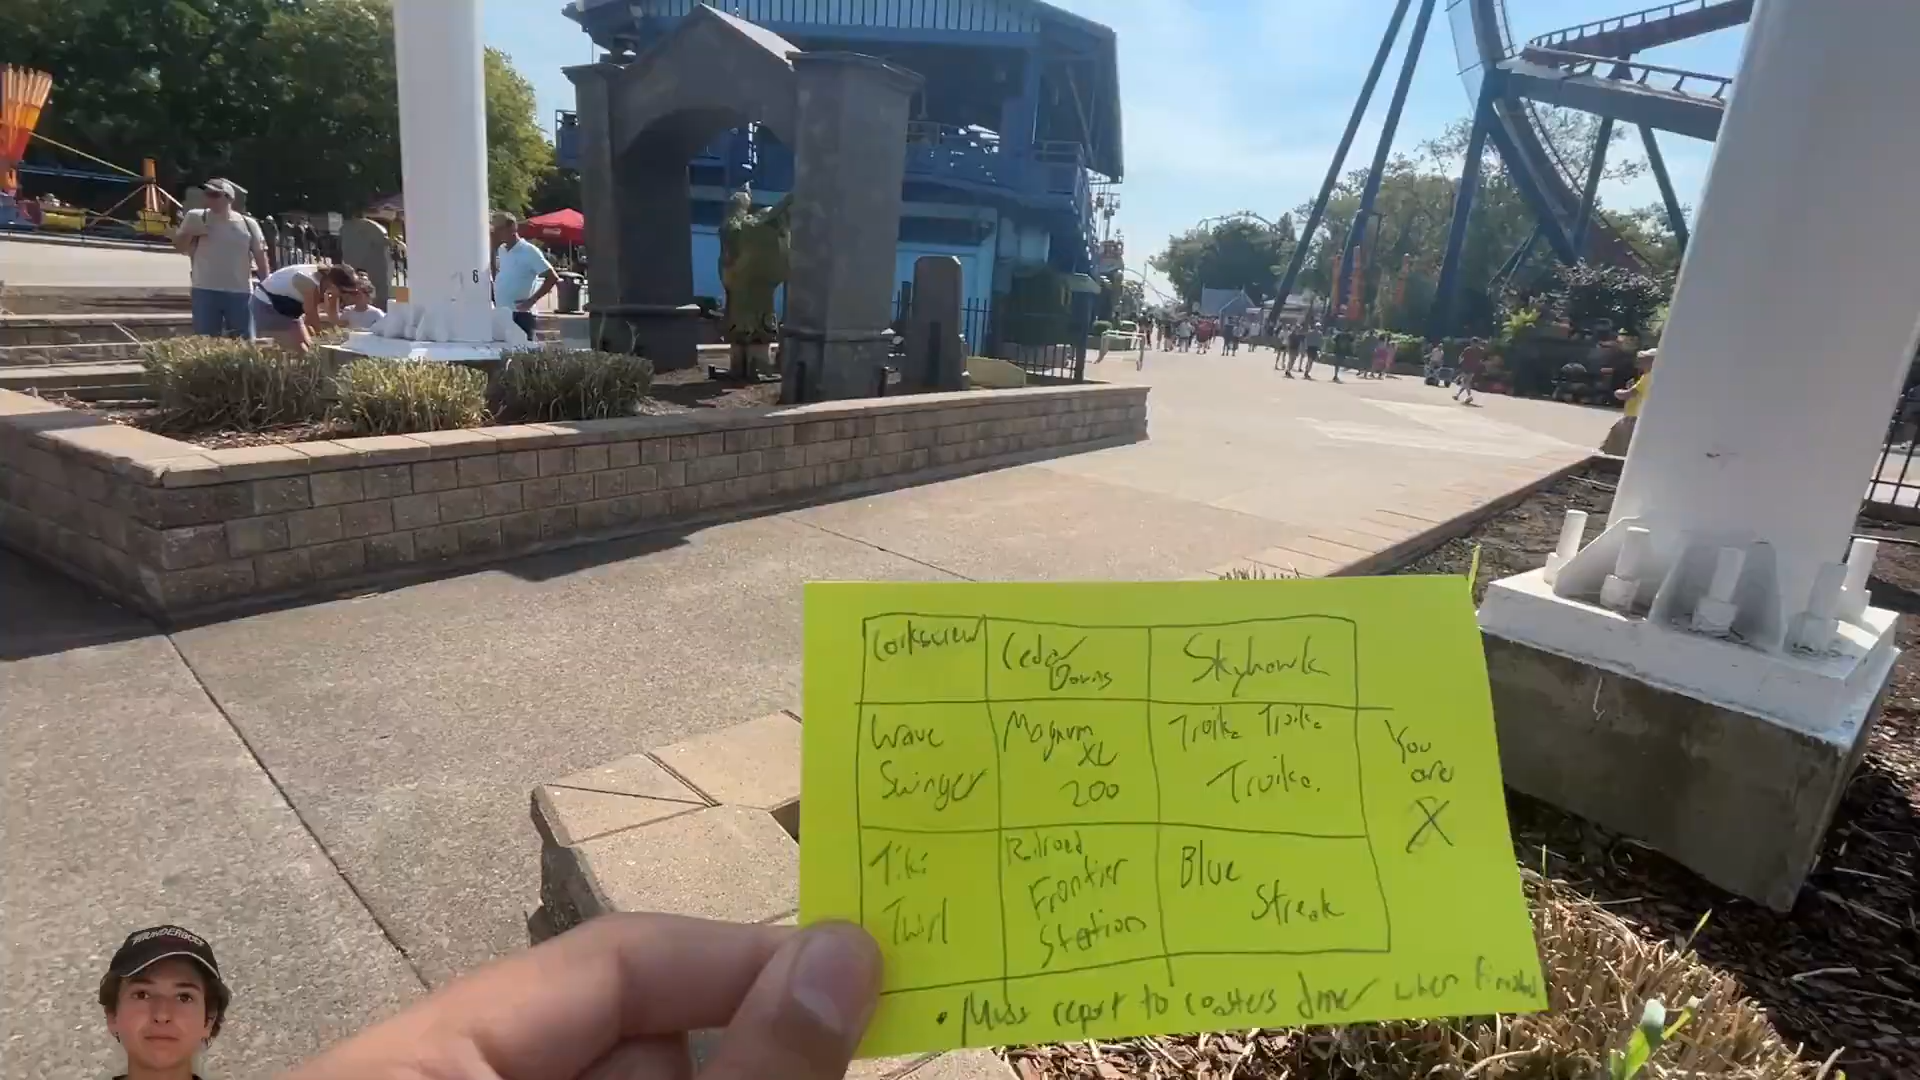 6
Corkscrew
Cedar
Downs
Skyhawk
Wave
Swinger
Magnum
XL
200
Troika Troika
Troika.
You
are
X
Tiki
Twirl
Railroad
Frontier
Station
Blue
Streak
• Must report to coasters diner when finished
THUNDERBOLT